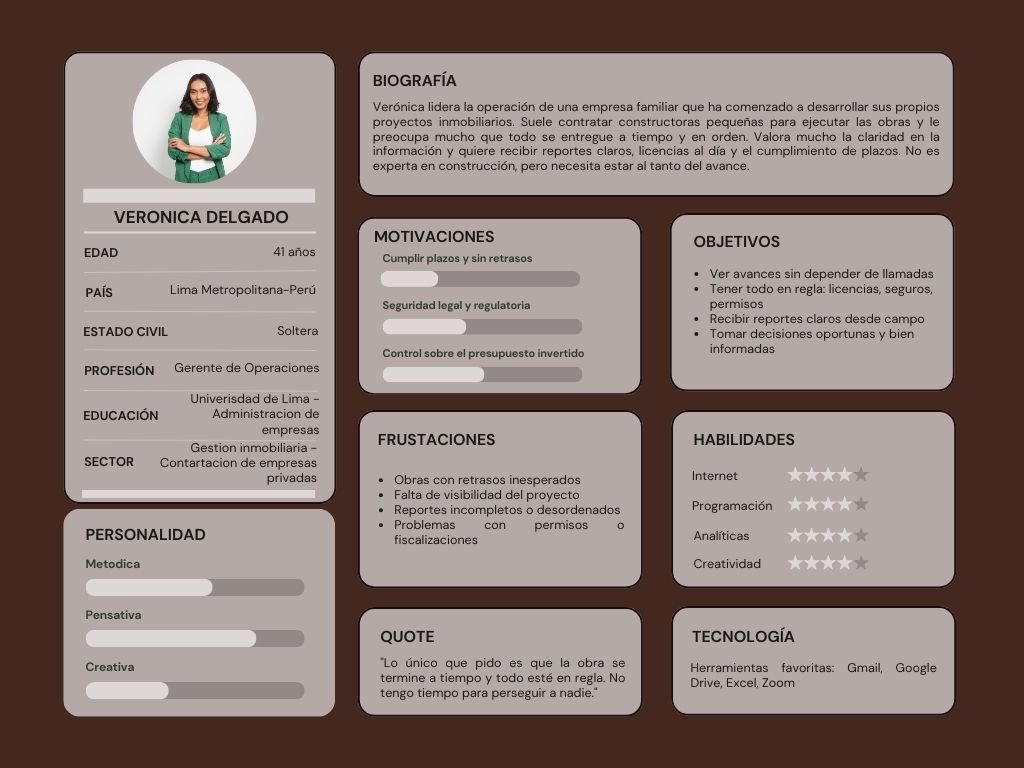 VERONICA DELGADO
EDAD 41 años
PAÍS Lima Metropolitana-Perú
ESTADO CIVIL Soltera
PROFESIÓN Gerente de Operaciones
EDUCACIÓN Univerisdad de Lima -
Administracion de
empresas
SECTOR Gestion inmobiliaria -
Contartacion de empresas
privadas
PERSONALIDAD
Metodica
Pensativa
Creativa
BIOGRAFÍA
Verónica lidera la operación de una empresa familiar que ha comenzado a desarrollar sus propios
proyectos inmobiliarios. Suele contratar constructoras pequeñas para ejecutar las obras y le
preocupa mucho que todo se entregue a tiempo y en orden. Valora mucho la claridad en la
información y quiere recibir reportes claros, licencias al día y el cumplimiento de plazos. No es
experta en construcción, pero necesita estar al tanto del avance.
MOTIVACIONES
Cumplir plazos y sin retrasos
Seguridad legal y regulatoria
Control sobre el presupuesto invertido
OBJETIVOS
• Ver avances sin depender de llamadas
• Tener todo en regla: licencias, seguros,
permisos
• Recibir reportes claros desde campo
• Tomar decisiones oportunas y bien
informadas
FRUSTACIONES
• Obras con retrasos inesperados
• Falta de visibilidad del proyecto
• Reportes incompletos o desordenados
• Problemas con permisos o
fiscalizaciones
HABILIDADES
Internet
Programación
Analíticas
Creatividad
QUOTE
"Lo único que pido es que la obra se
termine a tiempo y todo esté en regla. No
tengo tiempo para perseguir a nadie."
TECNOLOGÍA
Herramientas favoritas: Gmail, Google
Drive, Excel, Zoom